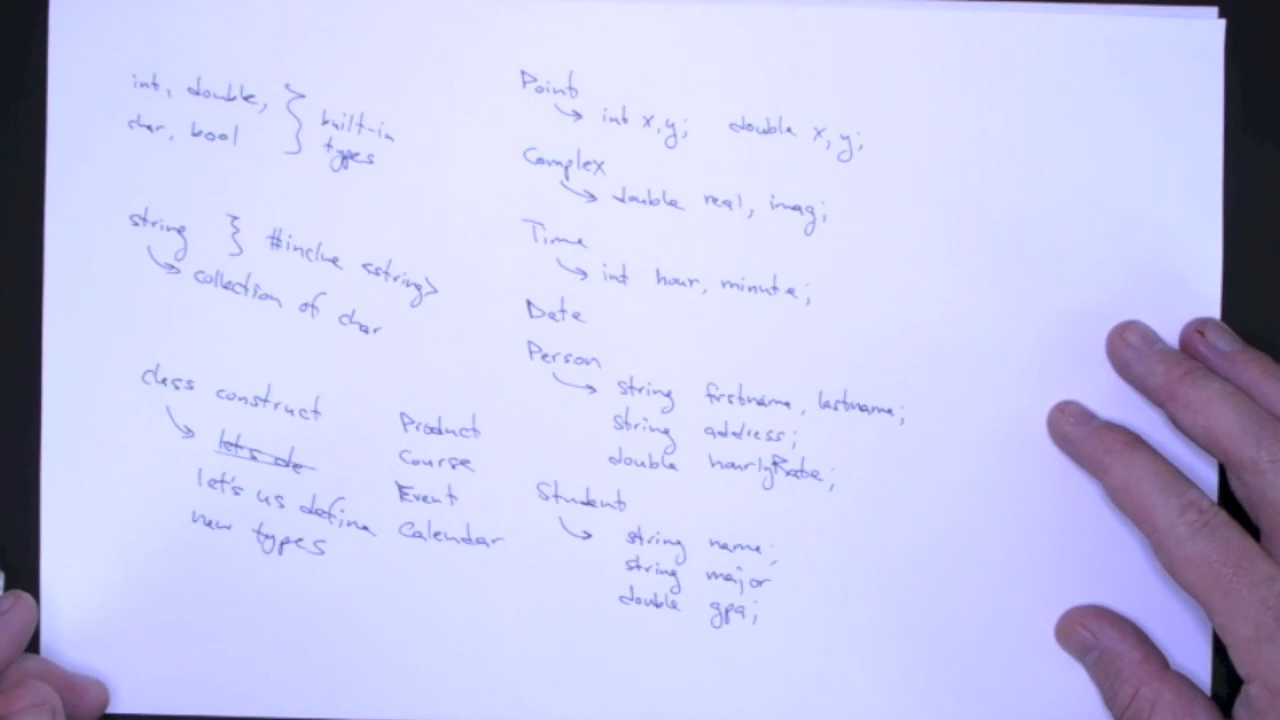 int, double,
char, bool
} built-in
types
string } #inclue <string>
collection of char
class construct
let's de
let's us define
new types
Product
Course
Event
Calendar
Point
int x,y; double x, y;
Complex
double real, imag;
Time
int hour, minute;
Date
Person
string firstname, lastname;
string address;
double hourlyRate;
Student
string name;
string major
double gpa;